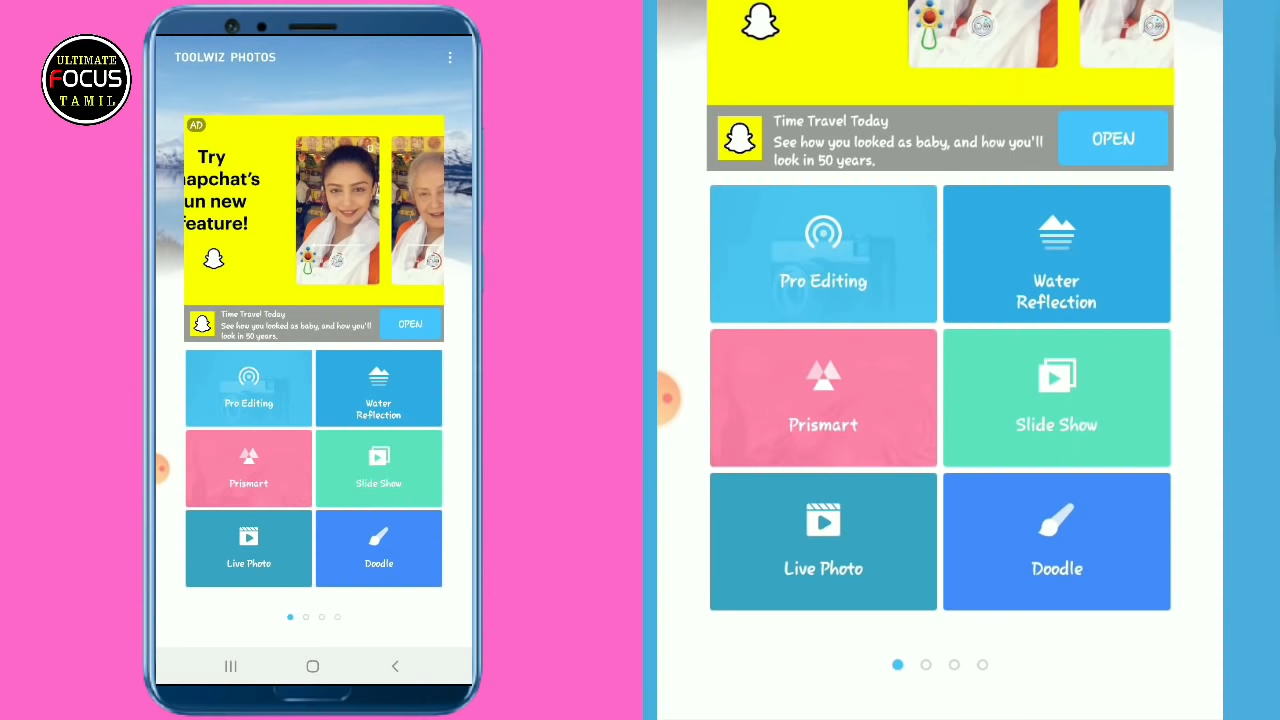 ULTIMATE
FOCUS
TAMIL
TOOLWIZ PHOTOS
AD
Try
apchat's
un new
feature!
Time Travel Today
See how you looked as baby, and how you'll
look in 50 years.
OPEN
Pro Editing
Water
Reflection
Prismart
Slide Show
Live Photo
Doodle
Time Travel Today
See how you looked as baby, and how you'll
look in 50 years.
OPEN
Pro Editing
Water
Reflection
Prismart
Slide Show
Live Photo
Doodle